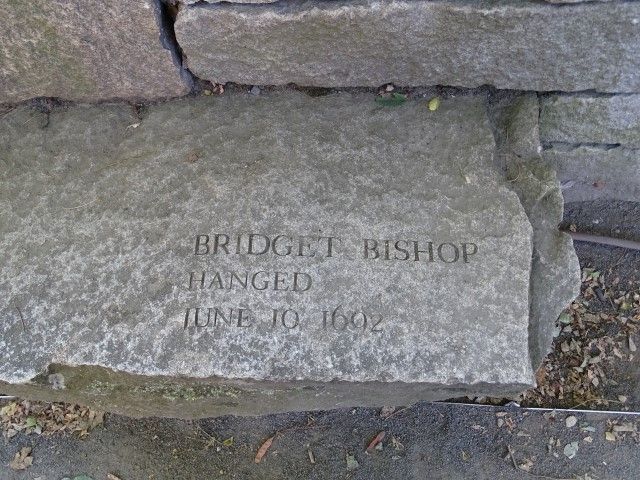 BRIDGET BISHOP
HANGED
JUNE 10, 1692